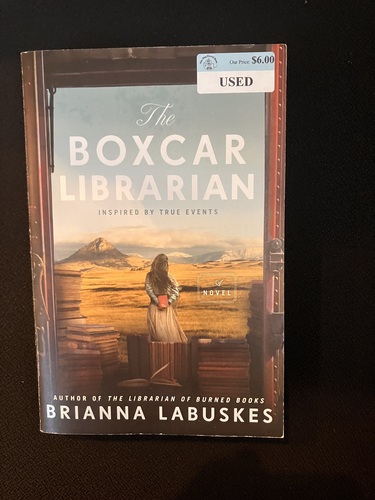 One Price: $6.00
USED
The
BOXCAR
LIBRARIAN
INSPIRED BY TRUE EVENTS
A
NOVEL
AUTHOR OF THE LIBRARIAN OF BURNED BOOKS
BRIANNA LABUSKES